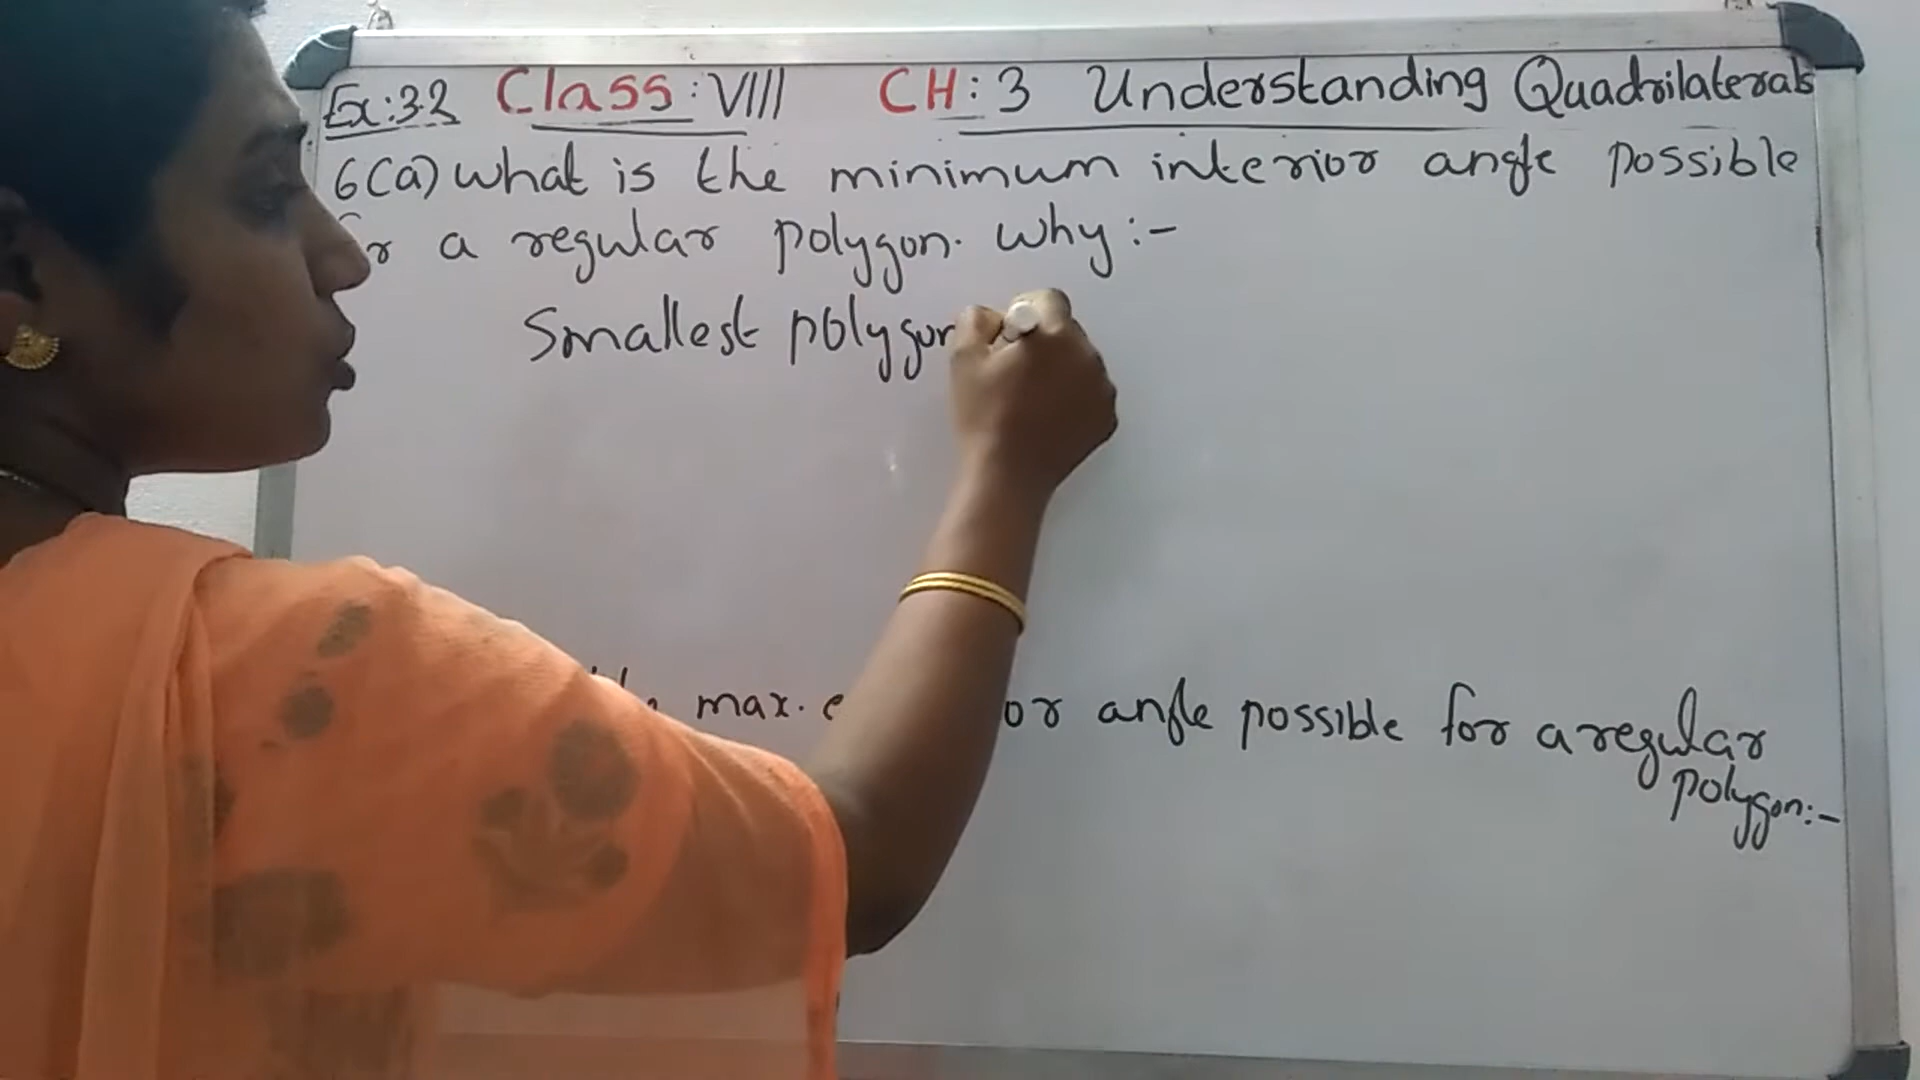 Ex:3.2 Class:VIII CH:3 Understanding Quadrilaterals
6(a) What is the minimum interior angle possible
a regular polygon. Why:-
Smallest polygon
max. angle possible for a regular
polygon:-